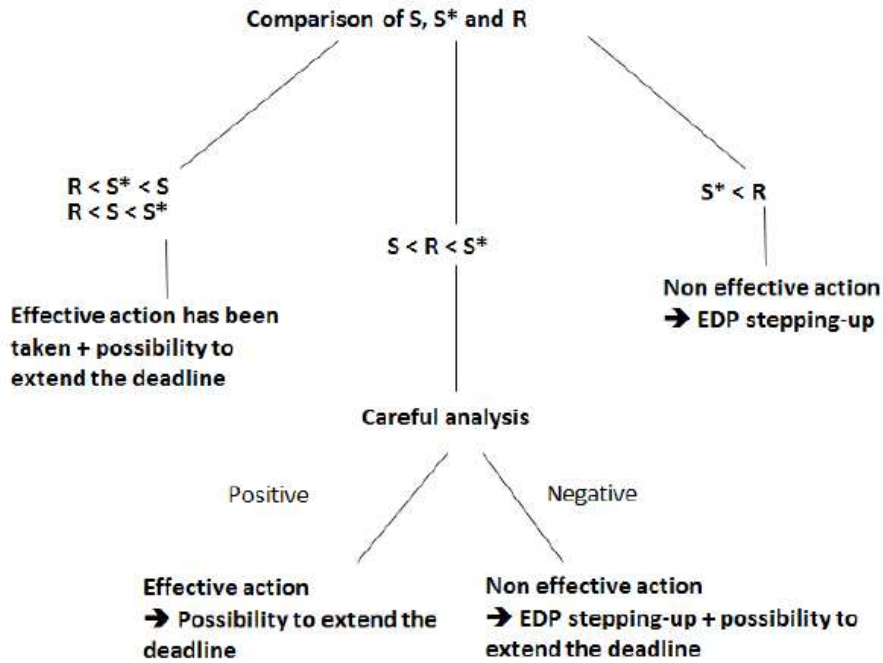 Comparison of S, S* and R
R < S* < S
R < S < S*
S* < R
S < R < S*
Effective action has been
taken + possibility to
extend the deadline
Non effective action
➔ EDP stepping-up
Careful analysis
Positive
Negative
Effective action
➔ Possibility to extend the
deadline
Non effective action
➔ EDP stepping-up + possibility to
extend the deadline